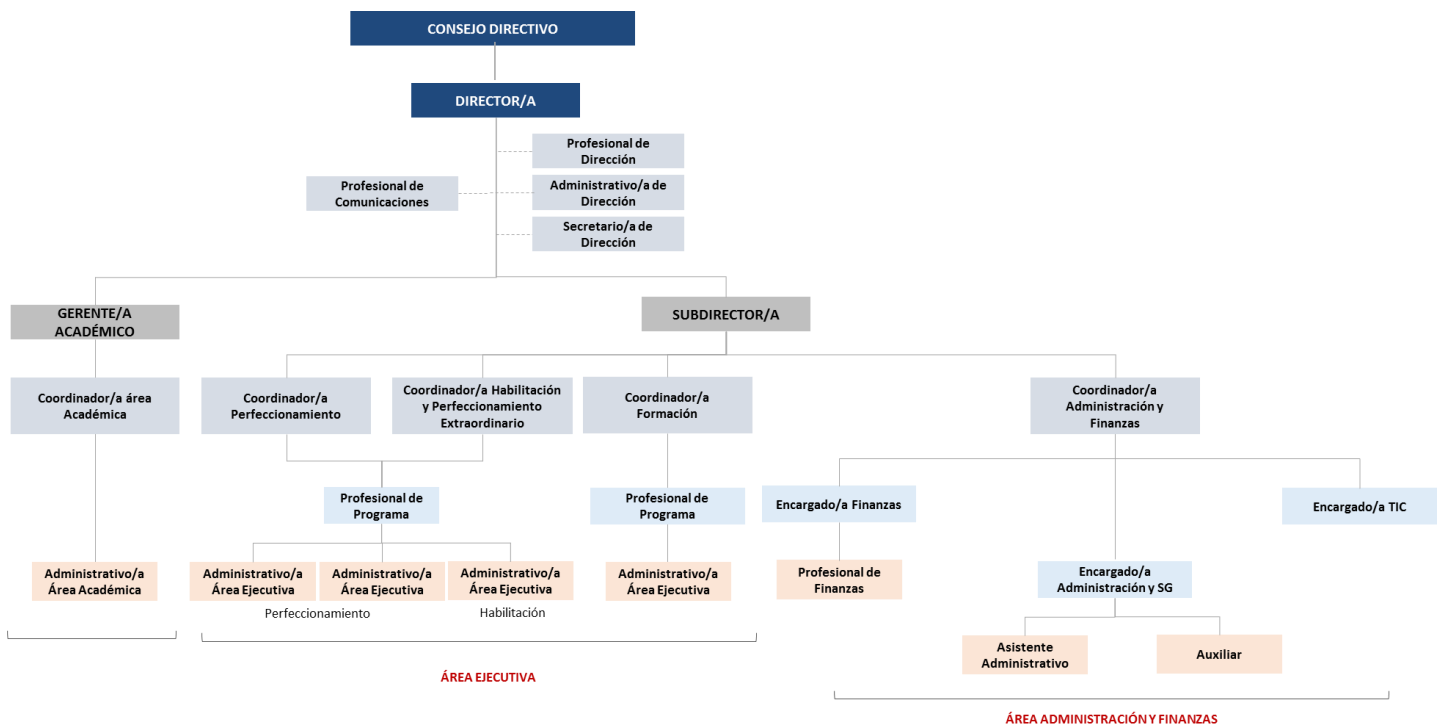 CONSEJO DIRECTIVO
DIRECTOR/A
Profesional de
Dirección
Profesional de
Comunicaciones
Administrativo/a de
Dirección
Secretario/a de
Dirección
GERENTE/A
ACADÉMICO
SUBDIRECTOR/A
Coordinador/a área
Académica
Coordinador/a
Perfeccionamiento
Coordinador/a Habilitación
y Perfeccionamiento
Extraordinario
Coordinador/a
Formación
Coordinador/a
Administración y
Finanzas
Profesional de
Programa
Profesional de
Programa
Encargado/a Finanzas
Encargado/a TIC
Administrativo/a
Área Académica
Administrativo/a
Área Ejecutiva
Administrativo/a
Área Ejecutiva
Administrativo/a
Área Ejecutiva
Administrativo/a
Área Ejecutiva
Profesional de
Finanzas
Encargado/a
Administración y SG
Perfeccionamiento
Habilitación
Asistente
Administrativo
Auxiliar
ÁREA EJECUTIVA
ÁREA ADMINISTRACIÓN Y FINANZAS